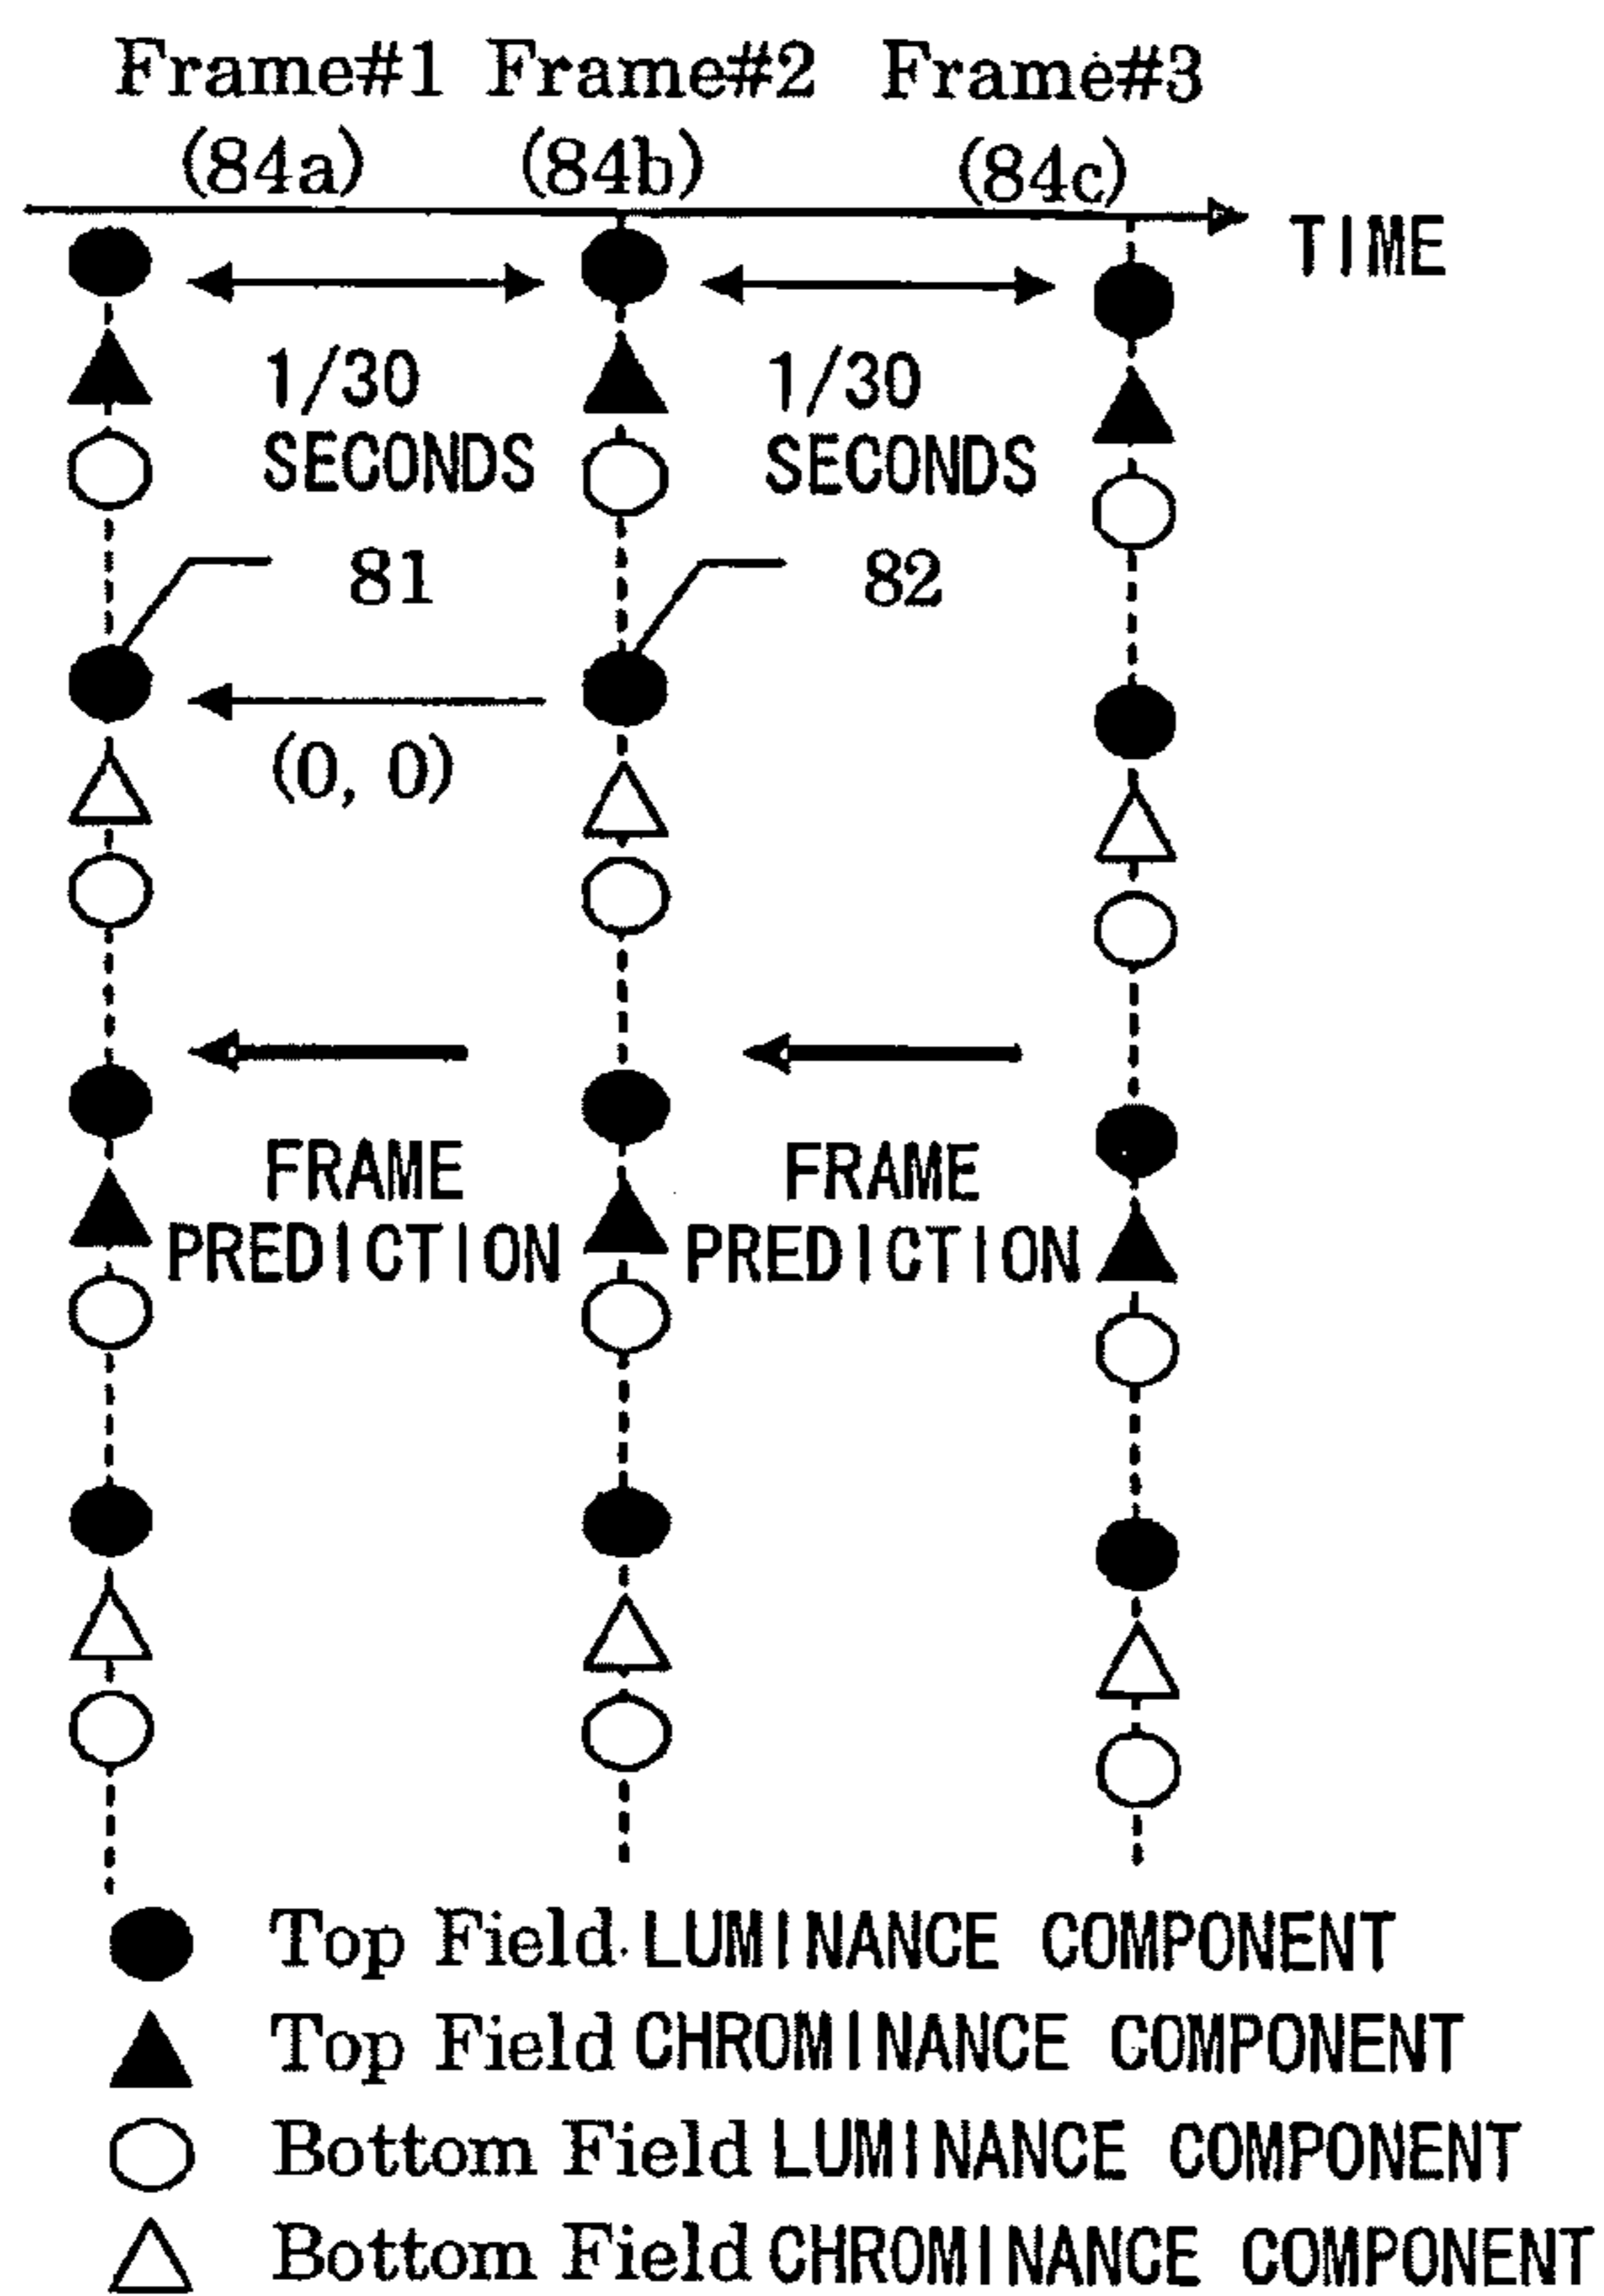 Frame#1 Frame#2 Frame#3
(84a) (84b) (84c)
TIME
1/30 SECONDS
1/30 SECONDS
81
82
(0, 0)
FRAME PREDICTION
FRAME PREDICTION
Top Field LUMINANCE COMPONENT
Top Field CHROMINANCE COMPONENT
Bottom Field LUMINANCE COMPONENT
Bottom Field CHROMINANCE COMPONENT